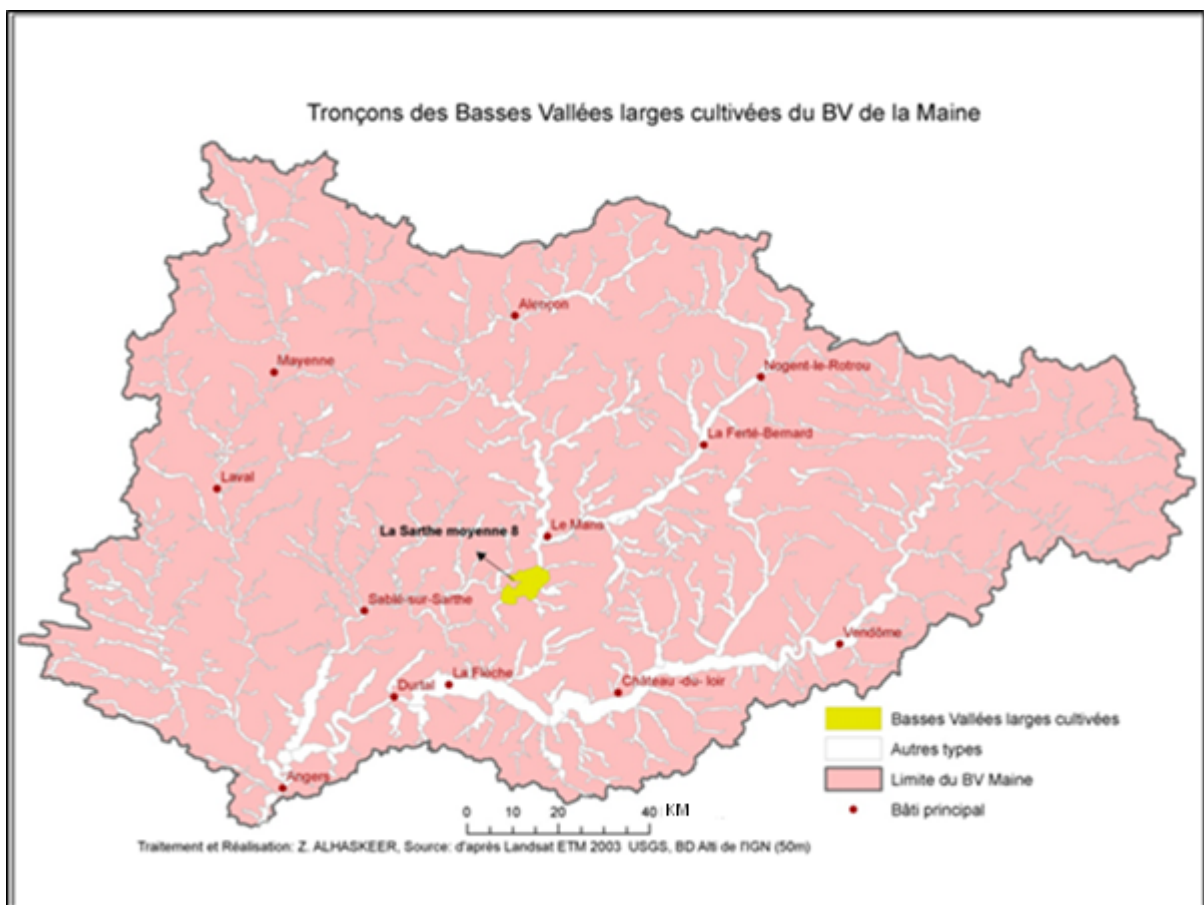 Tronçons des Basses Vallées larges cultivées du BV de la Maine
Alençon
Mayenne
Nogent-le-Rotrou
La Ferté-Bernard
Laval
La Sarthe moyenne 8
Le Mans
Sablé-sur-Sarthe
Vendôme
La Flèche
Durtal
Château -du- loir
Angers
Basses Vallées larges cultivées
Autres types
Limite du BV Maine
Bâti principal
0 10 20 40 KM
Traitement et Réalisation: Z. ALHASKEER, Source: d'après Landsat ETM 2003 USGS, BD Alti de l'IGN (50m)